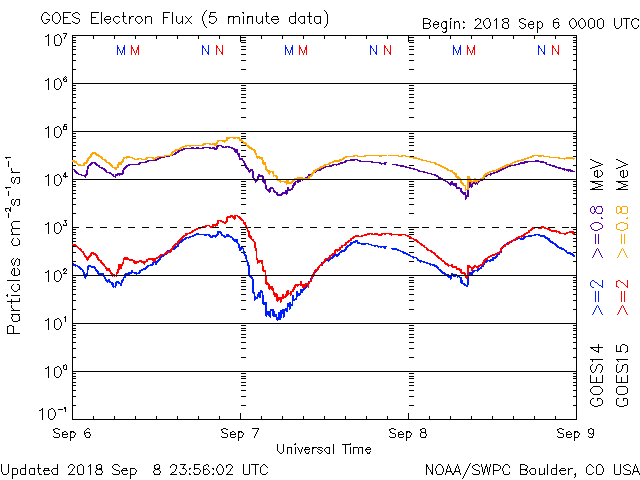 GOES Electron Flux (5 minute data)
Begin: 2018 Sep 6 0000 UTC
10⁷
M M N N M M N N M M N N
10⁶
10⁵
10⁴
10³
10²
10¹
10⁰
10⁻¹
Particles cm⁻²s⁻¹sr⁻¹
Sep 6 Sep 7 Sep 8 Sep 9
Universal Time
GOES14 >=2 >=0.8 MeV
GOES15 >=2 >=0.8 MeV
Updated 2018 Sep 8 23:56:02 UTC
NOAA/SWPC Boulder, CO USA